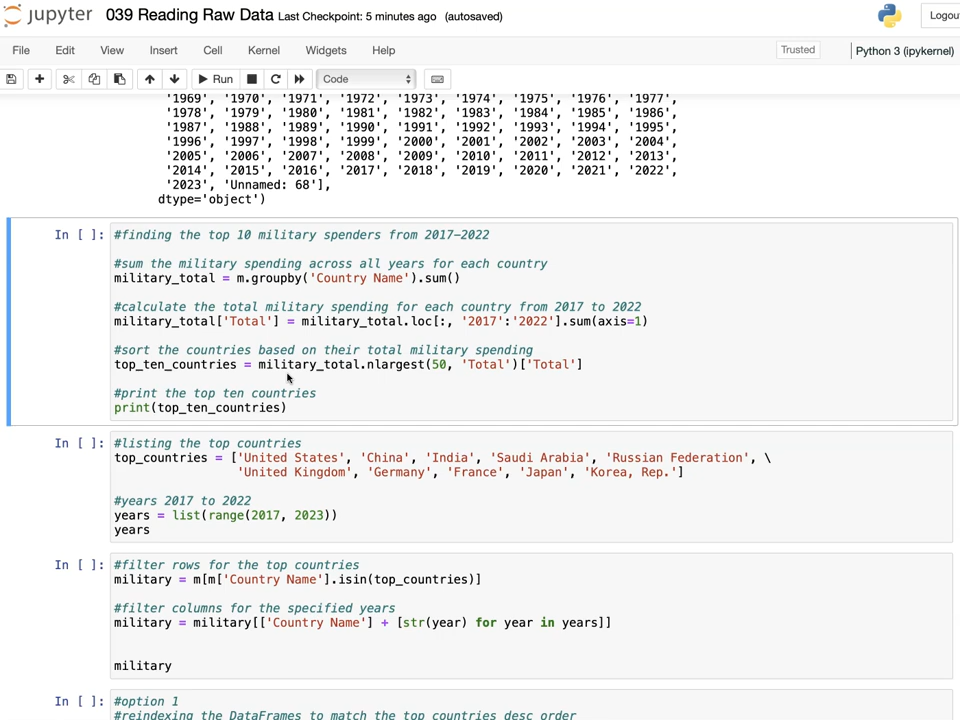 jupyter 039 Reading Raw Data Last Checkpoint: 5 minutes ago (autosaved)
Logou
File Edit View Insert Cell Kernel Widgets Help Trusted Python 3 (ipykernel)
Run Code
'1969', '1970', '1971', '1972', '1973', '1974', '1975', '1976', '1977',
'1978', '1979', '1980', '1981', '1982', '1983', '1984', '1985', '1986',
'1987', '1988', '1989', '1990', '1991', '1992', '1993', '1994', '1995',
'1996', '1997', '1998', '1999', '2000', '2001', '2002', '2003', '2004',
'2005', '2006', '2007', '2008', '2009', '2010', '2011', '2012', '2013',
'2014', '2015', '2016', '2017', '2018', '2019', '2020', '2021', '2022',
'2023', 'Unnamed: 68'],
dtype='object')
In [ ]: #finding the top 10 military spenders from 2017-2022
#sum the military spending across all years for each country
military_total = m.groupby('Country Name').sum()
#calculate the total military spending for each country from 2017 to 2022
military_total['Total'] = military_total.loc[:, '2017':'2022'].sum(axis=1)
#sort the countries based on their total military spending
top_ten_countries = military_total.nlargest(50, 'Total')['Total']
#print the top ten countries
print(top_ten_countries)
In [ ]: #listing the top countries
top_countries = ['United States', 'China', 'India', 'Saudi Arabia', 'Russian Federation', \
'United Kingdom', 'Germany', 'France', 'Japan', 'Korea, Rep.']
#years 2017 to 2022
years = list(range(2017, 2023))
years
In [ ]: #filter rows for the top countries
military = m[m['Country Name'].isin(top_countries)]
#filter columns for the specified years
military = military[['Country Name'] + [str(year) for year in years]]
military
In [ ]: #option 1
#reindexing the DataFrames to match the top countries desc order